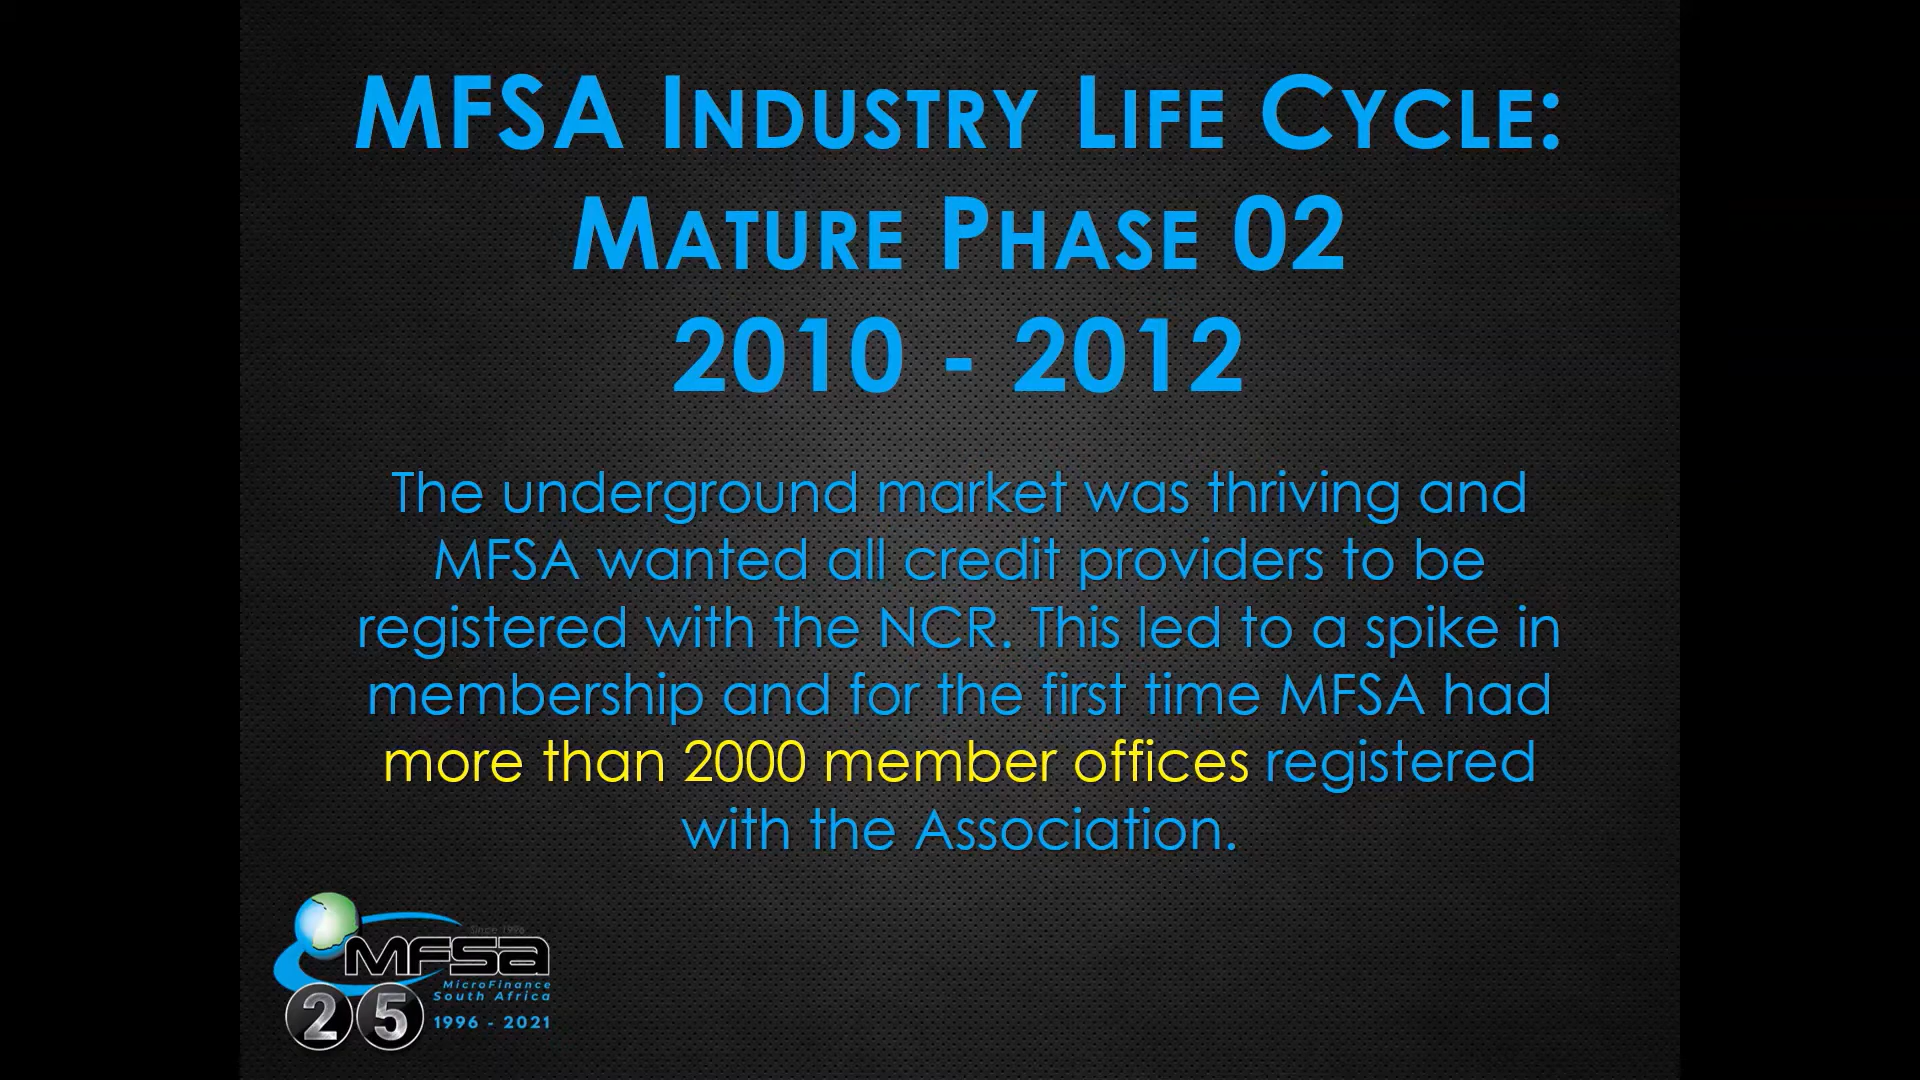 MFSA INDUSTRY LIFE CYCLE:
MATURE PHASE 02
2010 - 2012
The underground market was thriving and
MFSA wanted all credit providers to be
registered with the NCR. This led to a spike in
membership and for the first time MFSA had
more than 2000 member offices registered
with the Association.
Since 1996
MFSa
MicroFinance
South Africa
25
1996 - 2021